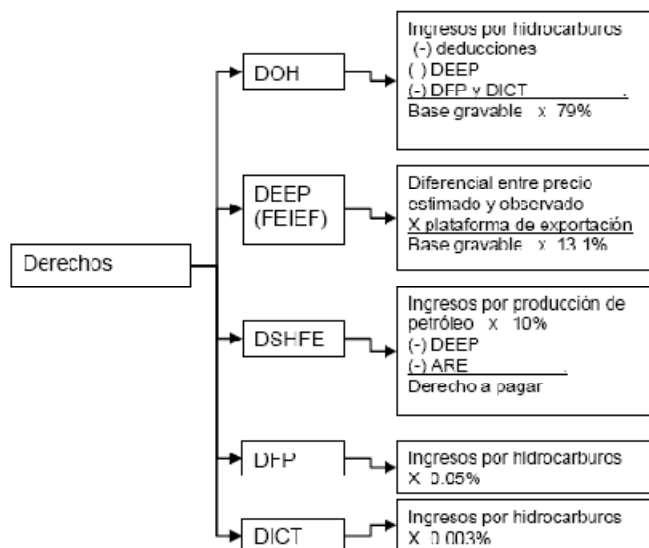 Derechos
DOH
Ingresos por hidrocarburos
(-) deducciones
( ) DEEP
(-) DFP y DICT .
Base gravable x 79%
DEEP
(FEIEF)
Diferencial entre precio
estimado y observado
X plataforma de exportación
Base gravable x 13.1%
DSHFE
Ingresos por producción de
petróleo x 10%
(-) DEEP
(-) ARE .
Derecho a pagar
DFP
Ingresos por hidrocarburos
X 0.05%
DICT
Ingresos por hidrocarburos
X 0.003%